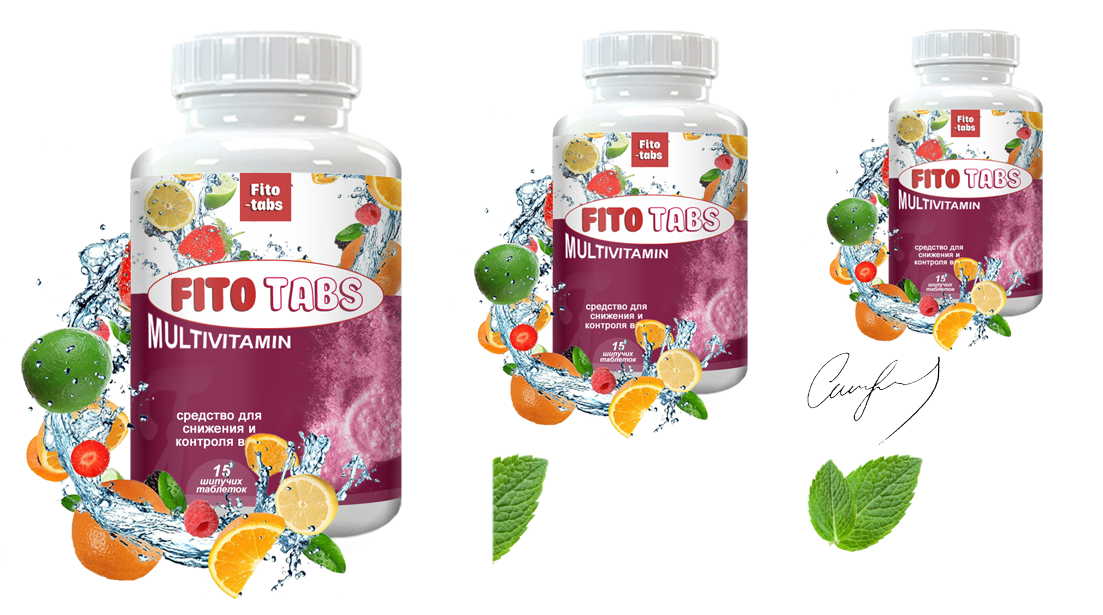 Fito
-tabs
FITO TABS
MULTIVITAMIN
средство для
снижения и
контроля в
15
шипучих
таблеток
Fito
-tabs
FITO TABS
MULTIVITAMIN
средство для
снижения и
контроля в
15
шипучих
таблеток
Fito
-tabs
FITO TABS
MULTIVITAMIN
средство для
снижения и
контроля в
15
шипучих
таблеток